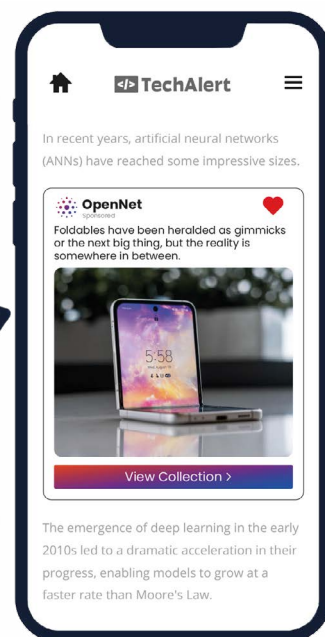 </> TechAlert
In recent years, artificial neural networks
(ANNs) have reached some impressive sizes.
OpenNet
Sponsored
Foldables have been heralded as gimmicks
or the next big thing, but the reality is
somewhere in between.
5:58
View Collection >
The emergence of deep learning in the early
2010s led to a dramatic acceleration in their
progress, enabling models to grow at a
faster rate than Moore's Law.